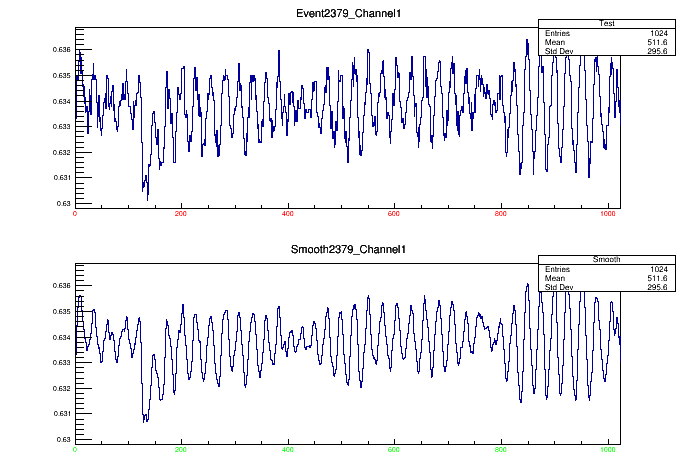 Event2379_Channel1
Test
Entries 1024
Mean 511.6
Std Dev 295.6
0.636
0.635
0.634
0.633
0.632
0.631
0.63
0 200 400 600 800 1000
Smooth2379_Channel1
Smooth
Entries 1024
Mean 511.6
Std Dev 295.6
0.636
0.635
0.634
0.633
0.632
0.631
0.63
0 200 400 600 800 1000